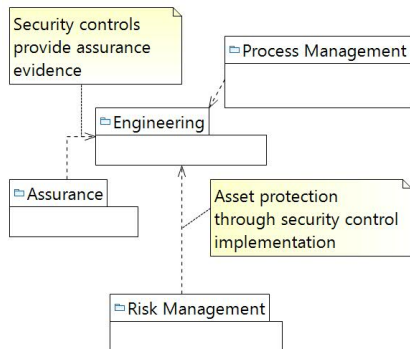 Security controls
provide assurance
evidence
Process Management
Engineering
Assurance
Asset protection
through security control
implementation
Risk Management